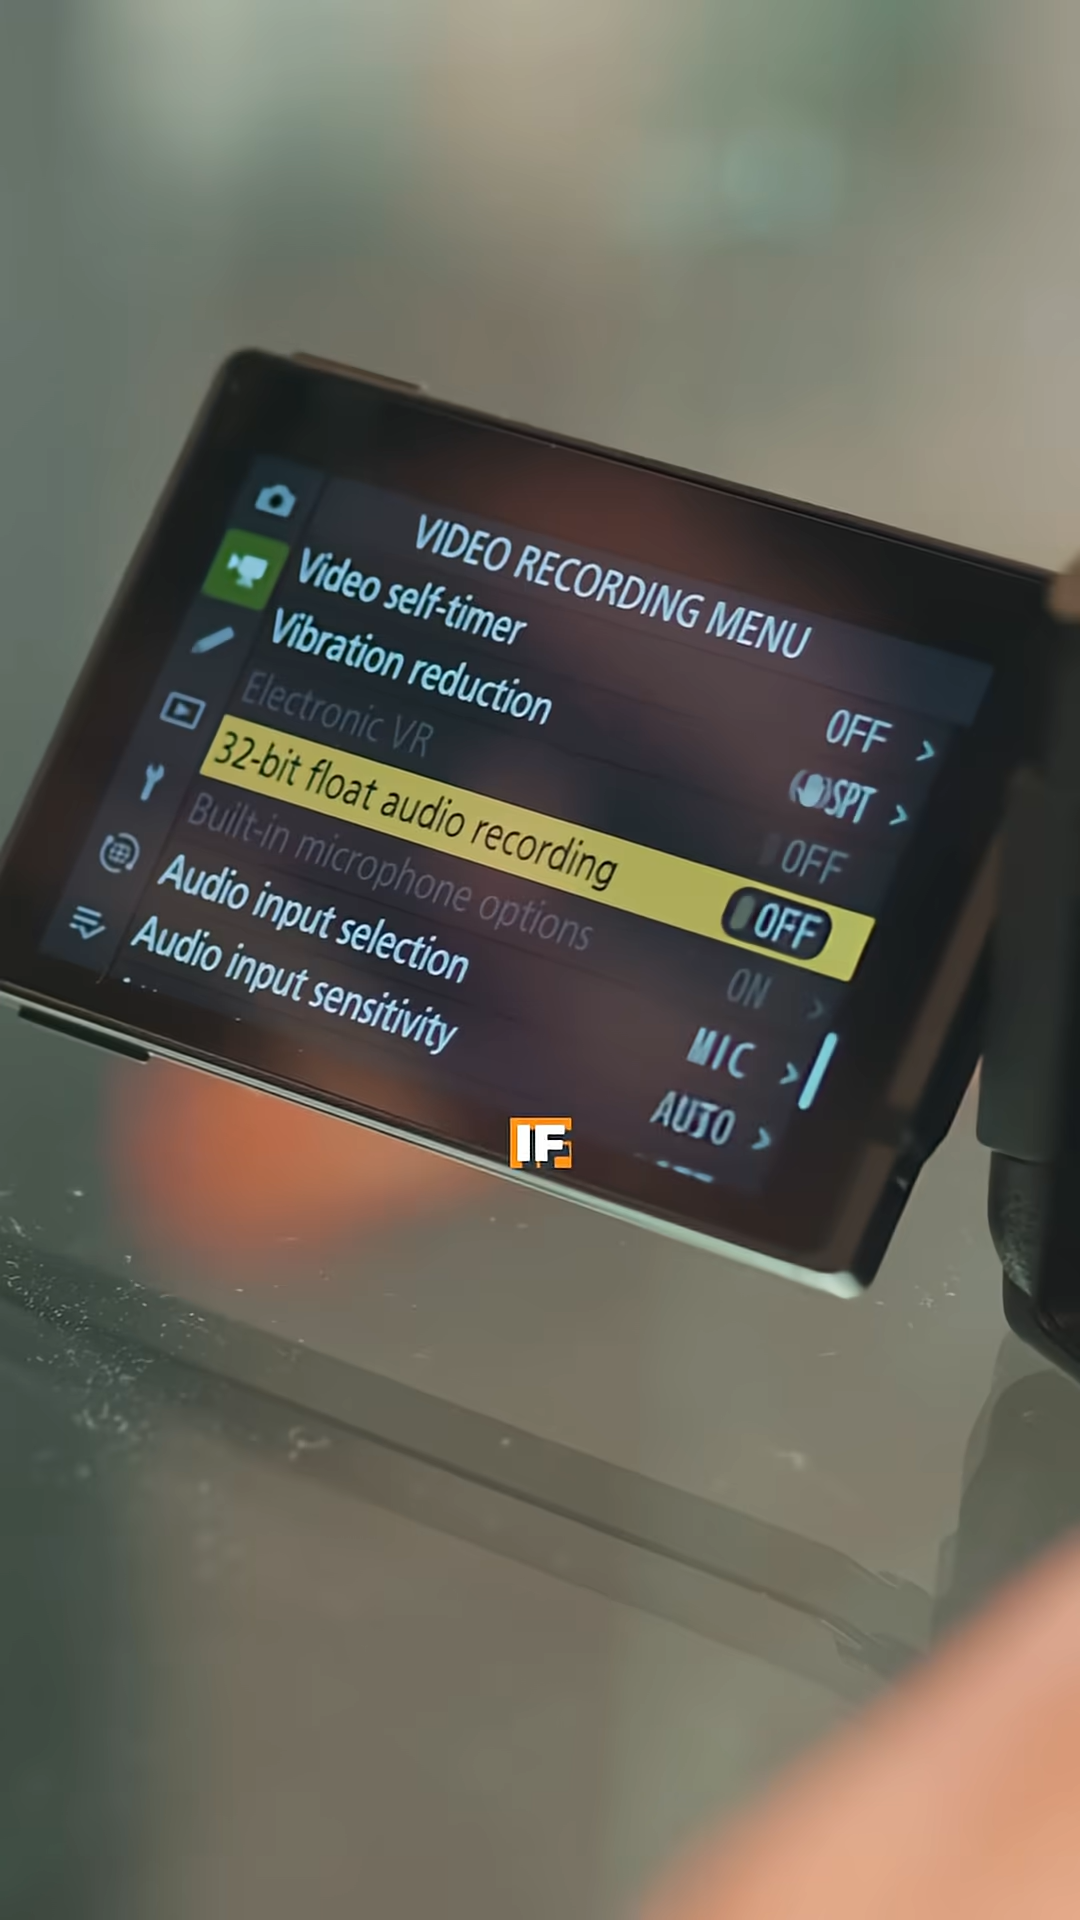 VIDEO RECORDING MENU
Video self-timer OFF
Vibration reduction SPT
Electronic VR OFF
32-bit float audio recording OFF
Built-in microphone options ON
Audio input selection MIC
Audio input sensitivity AUTO
IF